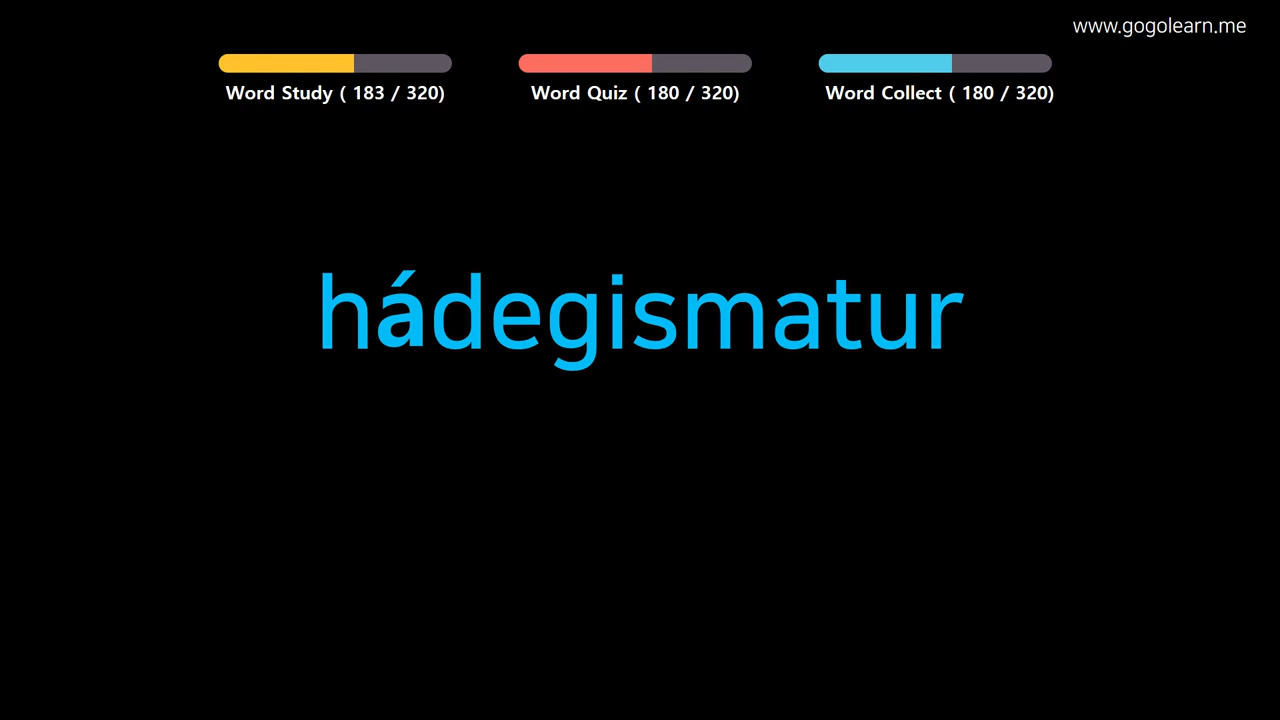 www.gogolearn.me
Word Study ( 183 / 320)
Word Quiz ( 180 / 320)
Word Collect ( 180 / 320)
hádegismatur